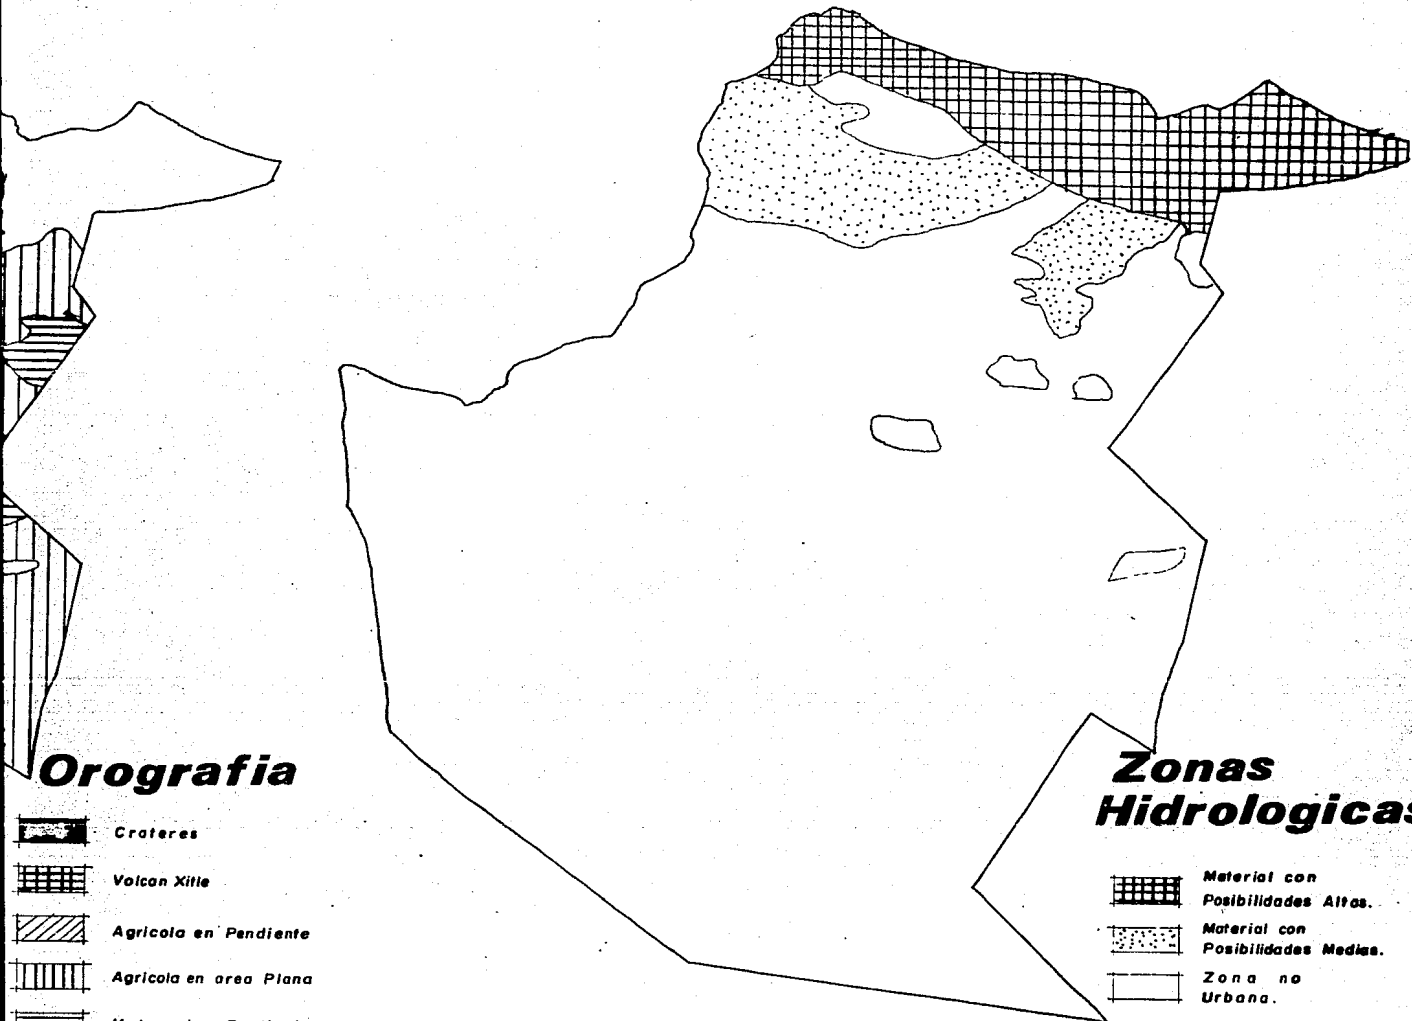 Orografia
Crateres
Volcan Xitle
Agricola en Pendiente
Agricola en area Plana
Zonas
Hidrologicas
Material con
Posibilidades Altas.
Material con
Posibilidades Medias.
Zona no
Urbana.